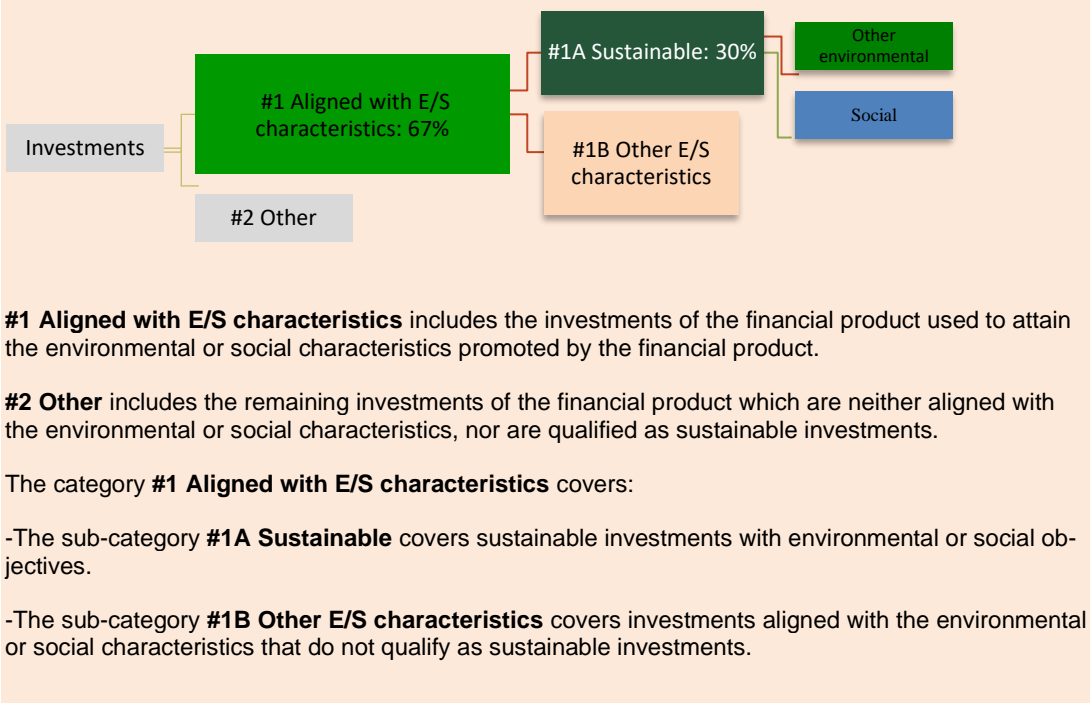 Investments
#1 Aligned with E/S
characteristics: 67%
#2 Other
#1A Sustainable: 30%
#1B Other E/S
characteristics
Other
environmental
Social
#1 Aligned with E/S characteristics includes the investments of the financial product used to attain
the environmental or social characteristics promoted by the financial product.
#2 Other includes the remaining investments of the financial product which are neither aligned with
the environmental or social characteristics, nor are qualified as sustainable investments.
The category #1 Aligned with E/S characteristics covers:
-The sub-category #1A Sustainable covers sustainable investments with environmental or social ob-
jectives.
-The sub-category #1B Other E/S characteristics covers investments aligned with the environmental
or social characteristics that do not qualify as sustainable investments.